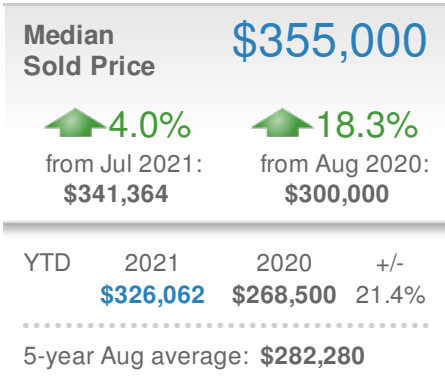 Median
Sold Price
$355,000
4.0% 18.3%
from Jul 2021: from Aug 2020:
$341,364 $300,000
YTD 2021 2020 +/-
$326,062 $268,500 21.4%
5-year Aug average: $282,280